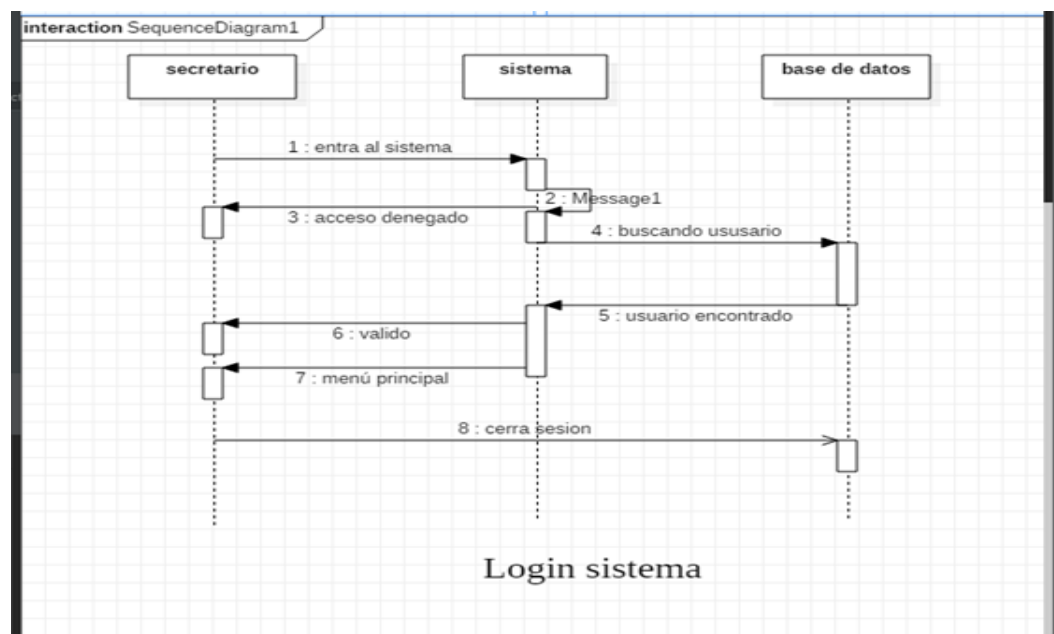 interaction SequenceDiagram1
secretario
sistema
base de datos
1 : entra al sistema
2 : Message1
3 : acceso denegado
4 : buscando ususario
5 : usuario encontrado
6 : valido
7 : menú principal
8 : cerra sesion
Login sistema